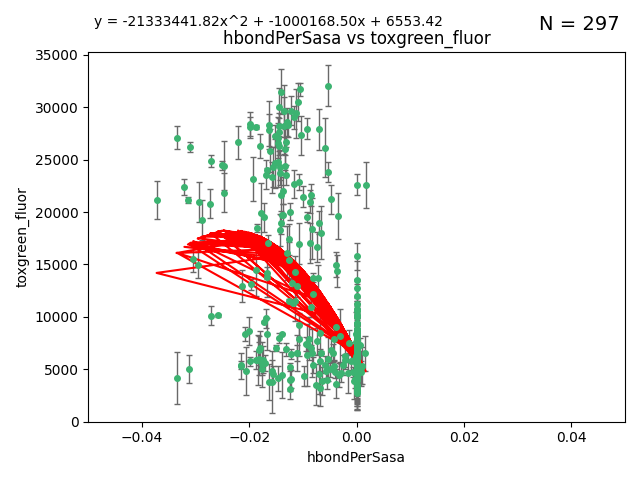 y = -21333441.82x^2 + -1000168.50x + 6553.42
N = 297
hbondPerSasa vs toxgreen_fluor
35000
30000
25000
20000
15000
10000
5000
0
toxgreen_fluor
−0.04
−0.02
0.00
0.02
0.04
hbondPerSasa